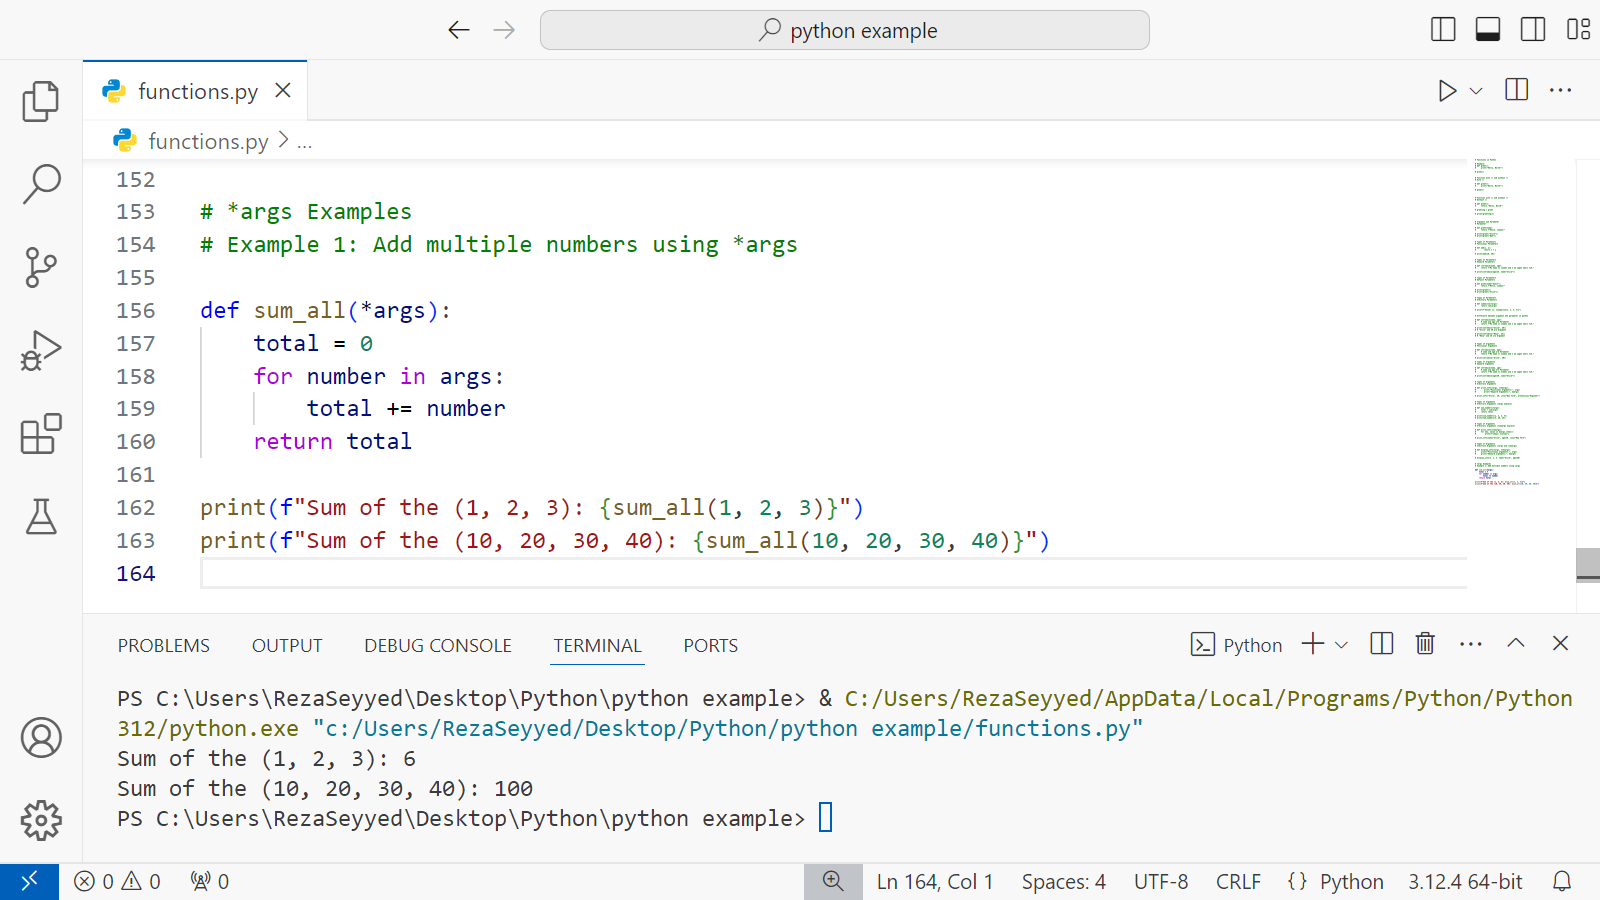 python example
functions.py
functions.py > ...
152
153 # *args Examples
154 # Example 1: Add multiple numbers using *args
155
156 def sum_all(*args):
157     total = 0
158     for number in args:
159         total += number
160     return total
161
162 print(f"Sum of the (1, 2, 3): {sum_all(1, 2, 3)}")
163 print(f"Sum of the (10, 20, 30, 40): {sum_all(10, 20, 30, 40)}")
164
PROBLEMS OUTPUT DEBUG CONSOLE TERMINAL PORTS Python
PS C:\Users\RezaSeyyed\Desktop\Python\python example> & C:/Users/RezaSeyyed/AppData/Local/Programs/Python/Python
312/python.exe "c:/Users/RezaSeyyed/Desktop/Python/python example/functions.py"
Sum of the (1, 2, 3): 6
Sum of the (10, 20, 30, 40): 100
PS C:\Users\RezaSeyyed\Desktop\Python\python example>
0 0 0 Ln 164, Col 1 Spaces: 4 UTF-8 CRLF {} Python 3.12.4 64-bit